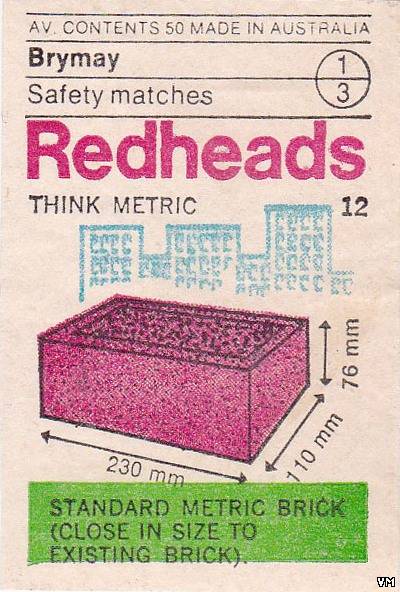 AV. CONTENTS 50 MADE IN AUSTRALIA
Brymay
1
3
Safety matches
Redheads
THINK METRIC 12
76 mm
110 mm
230 mm
STANDARD METRIC BRICK
(CLOSE IN SIZE TO
EXISTING BRICK).
VM